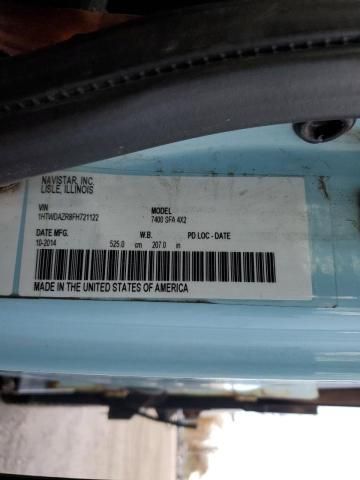 NAVISTAR, INC.
LISLE, ILLINOIS
VIN MODEL
1HTWDAZR8FH721122 7400 SFA 4X2
DATE MFG. W.B. PD LOC - DATE
10-2014 525.0 cm 207.0 in
MADE IN THE UNITED STATES OF AMERICA